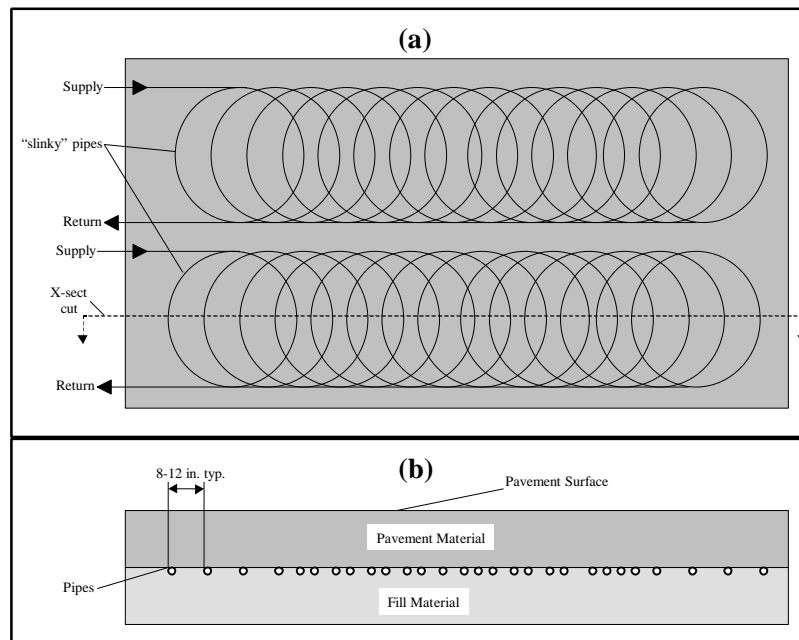 (a)
Supply
“slinky” pipes
Return
Supply
X-sect
cut
Return
(b)
8-12 in. typ.
Pavement Surface
Pavement Material
Pipes
Fill Material